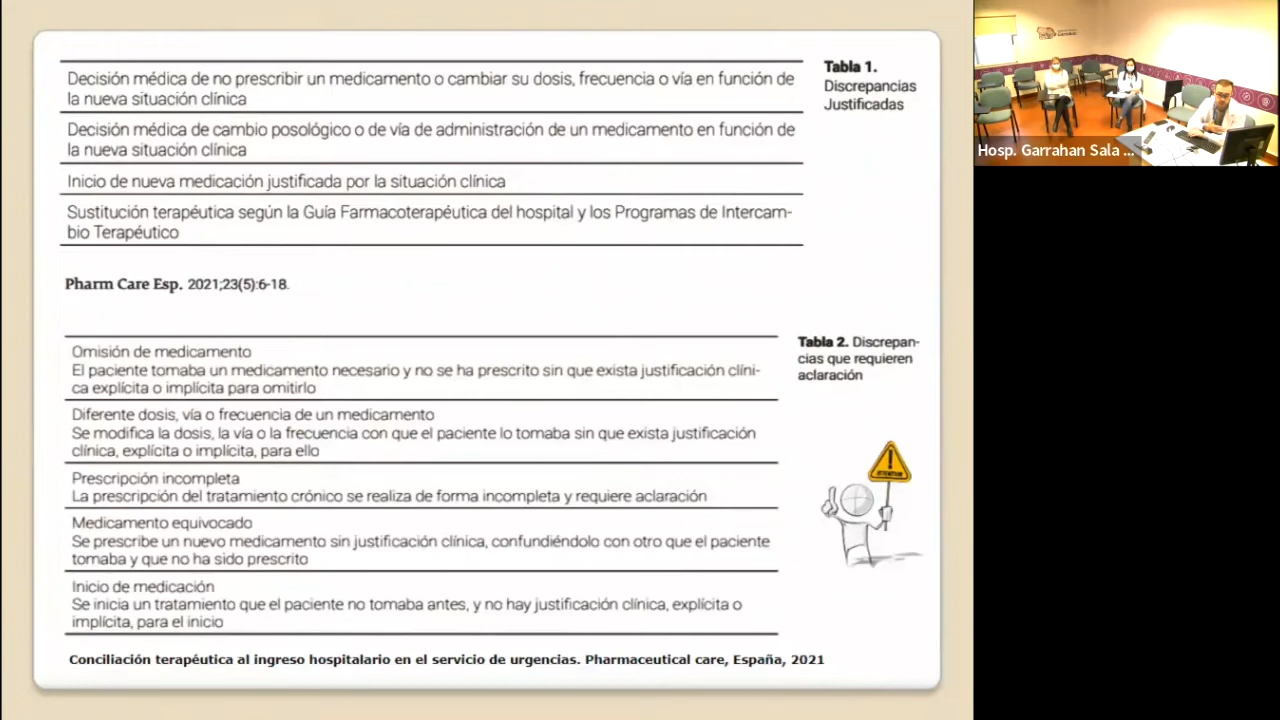 Decisión médica de no prescribir un medicamento o cambiar su dosis, frecuencia o vía en función de
la nueva situación clínica
Decisión médica de cambio posológico o de vía de administración de un medicamento en función de
la nueva situación clínica
Inicio de nueva medicación justificada por la situación clínica
Sustitución terapéutica según la Guía Farmacoterapéutica del hospital y los Programas de Intercam-
bio Terapéutico
Tabla 1.
Discrepancias
Justificadas
Pharm Care Esp. 2021;23(5):6-18.
Omisión de medicamento
El paciente tomaba un medicamento necesario y no se ha prescrito sin que exista justificación clíni-
ca explícita o implícita para omitirlo
Diferente dosis, vía o frecuencia de un medicamento
Se modifica la dosis, la vía o la frecuencia con que el paciente lo tomaba sin que exista justificación
clínica, explícita o implícita, para ello
Prescripción incompleta
La prescripción del tratamiento crónico se realiza de forma incompleta y requiere aclaración
Medicamento equivocado
Se prescribe un nuevo medicamento sin justificación clínica, confundiéndolo con otro que el paciente
tomaba y que no ha sido prescrito
Inicio de medicación
Se inicia un tratamiento que el paciente no tomaba antes, y no hay justificación clínica, explícita o
implícita, para el inicio
Tabla 2. Discrepan-
cias que requieren
aclaración
Conciliación terapéutica al ingreso hospitalario en el servicio de urgencias. Pharmaceutical care, España, 2021
Hosp. Garrahan Sala ...